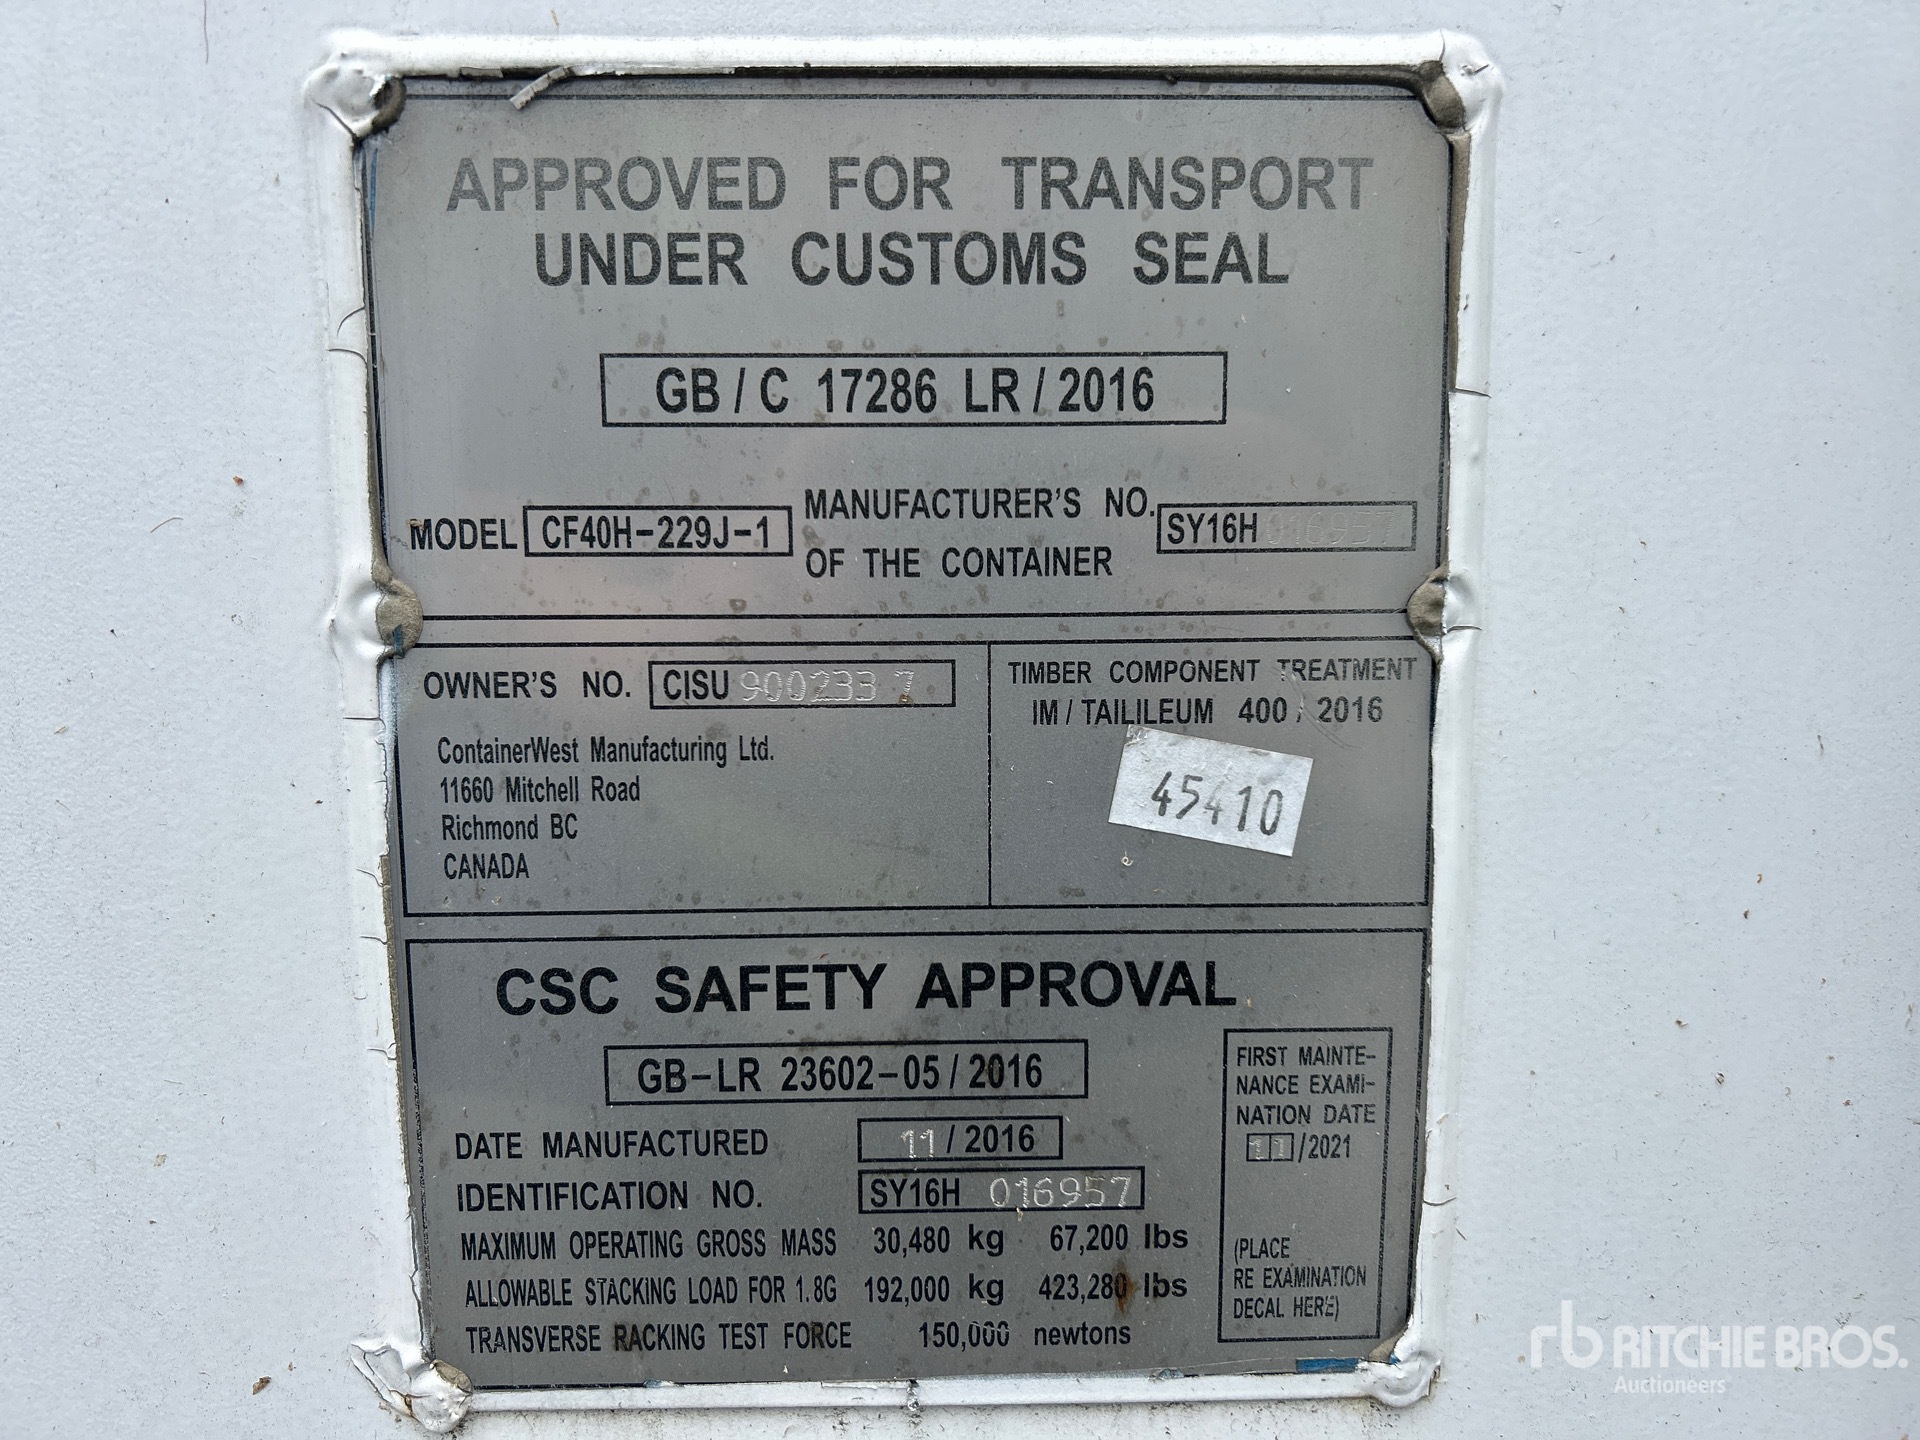 APPROVED FOR TRANSPORT
UNDER CUSTOMS SEAL
GB / C 17286 LR / 2016
MODEL CF40H-229J-1
MANUFACTURER'S NO.
OF THE CONTAINER
SY16H 016957
OWNER'S NO. CISU 900233 7
ContainerWest Manufacturing Ltd.
11660 Mitchell Road
Richmond BC
CANADA
TIMBER COMPONENT TREATMENT
IM / TAILILEUM 400 / 2016
45410
CSC SAFETY APPROVAL
GB-LR 23602-05 / 2016
DATE MANUFACTURED 11 / 2016
IDENTIFICATION NO. SY16H 016957
MAXIMUM OPERATING GROSS MASS 30,480 kg 67,200 lbs
ALLOWABLE STACKING LOAD FOR 1.8G 192,000 kg 423,280 lbs
TRANSVERSE RACKING TEST FORCE 150,000 newtons
FIRST MAINTE-
NANCE EXAMI-
NATION DATE
11/2021
(PLACE
RE EXAMINATION
DECAL HERE)
rb RITCHIE BROS.
Auctioneers